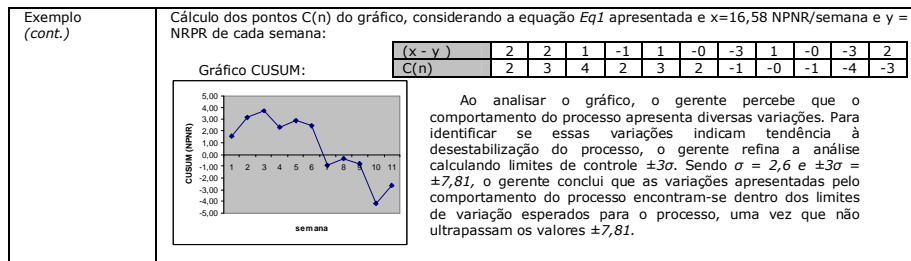 Exemplo
(cont.)
Cálculo dos pontos C(n) do gráfico, considerando a equação Eq1 apresentada e x=16,58 NPNR/semana e y =
NRPR de cada semana:
(x - y ) 2 2 1 -1 1 -0 -3 1 -0 -3 2
C(n) 2 3 4 2 3 2 -1 -0 -1 -4 -3
Gráfico CUSUM:
5,00
4,00
3,00
2,00
1,00
0,00
-1,00
-2,00
-3,00
-4,00
-5,00
CUSUM (NPNR)
1 2 3 4 5 6 7 8 9 10 11
semana
Ao analisar o gráfico, o gerente percebe que o
comportamento do processo apresenta diversas variações. Para
identificar se essas variações indicam tendência à
desestabilização do processo, o gerente refina a análise
calculando limites de controle ±3σ. Sendo σ = 2,6 e ±3σ =
±7,81, o gerente conclui que as variações apresentadas pelo
comportamento do processo encontram-se dentro dos limites
de variação esperados para o processo, uma vez que não
ultrapassam os valores ±7,81.